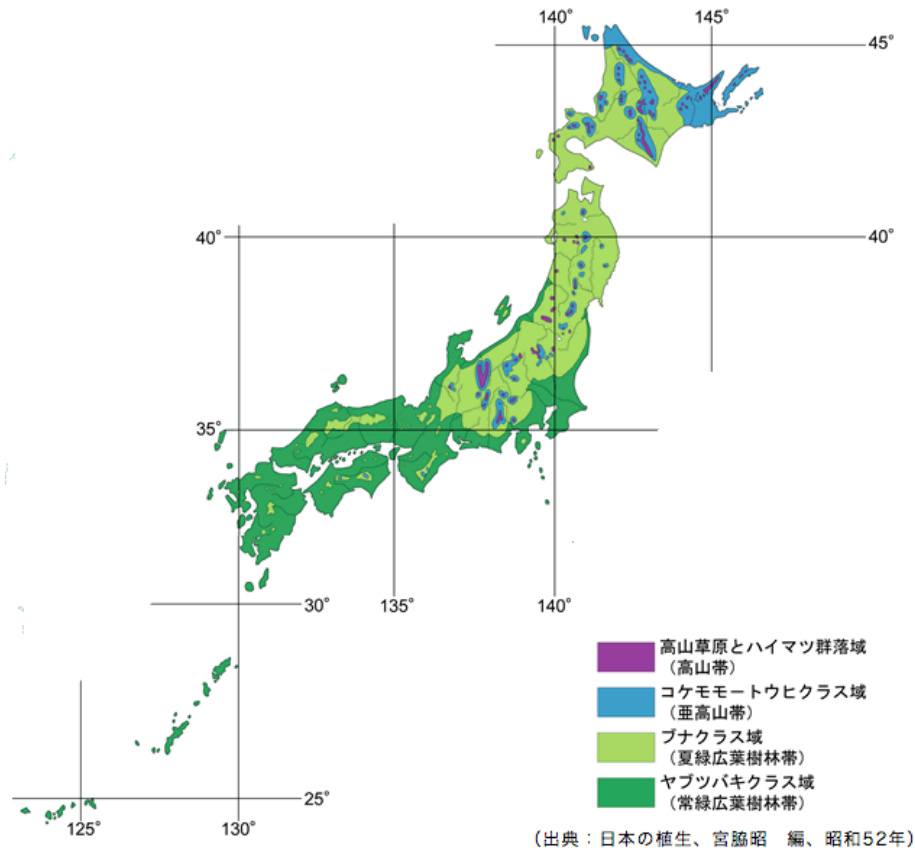 140°
145°
45°
40°
40°
35°
30°
135°
140°
高山草原とハイマツ群落域
（高山帯）
コケモモートウヒクラス域
（亜高山帯）
ブナクラス域
（夏緑広葉樹林帯）
ヤブツバキクラス域
（常緑広葉樹林帯）
25°
125°
130°
（出典：日本の植生、宮脇昭　編、昭和52年）